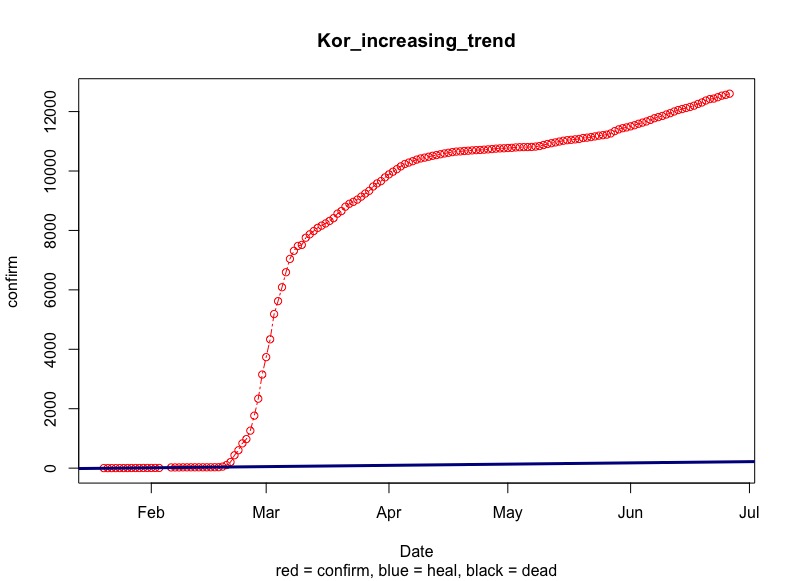 Kor_increasing_trend
confirm
12000
10000
8000
6000
4000
2000
0
Feb Mar Apr May Jun Jul
Date
red = confirm, blue = heal, black = dead